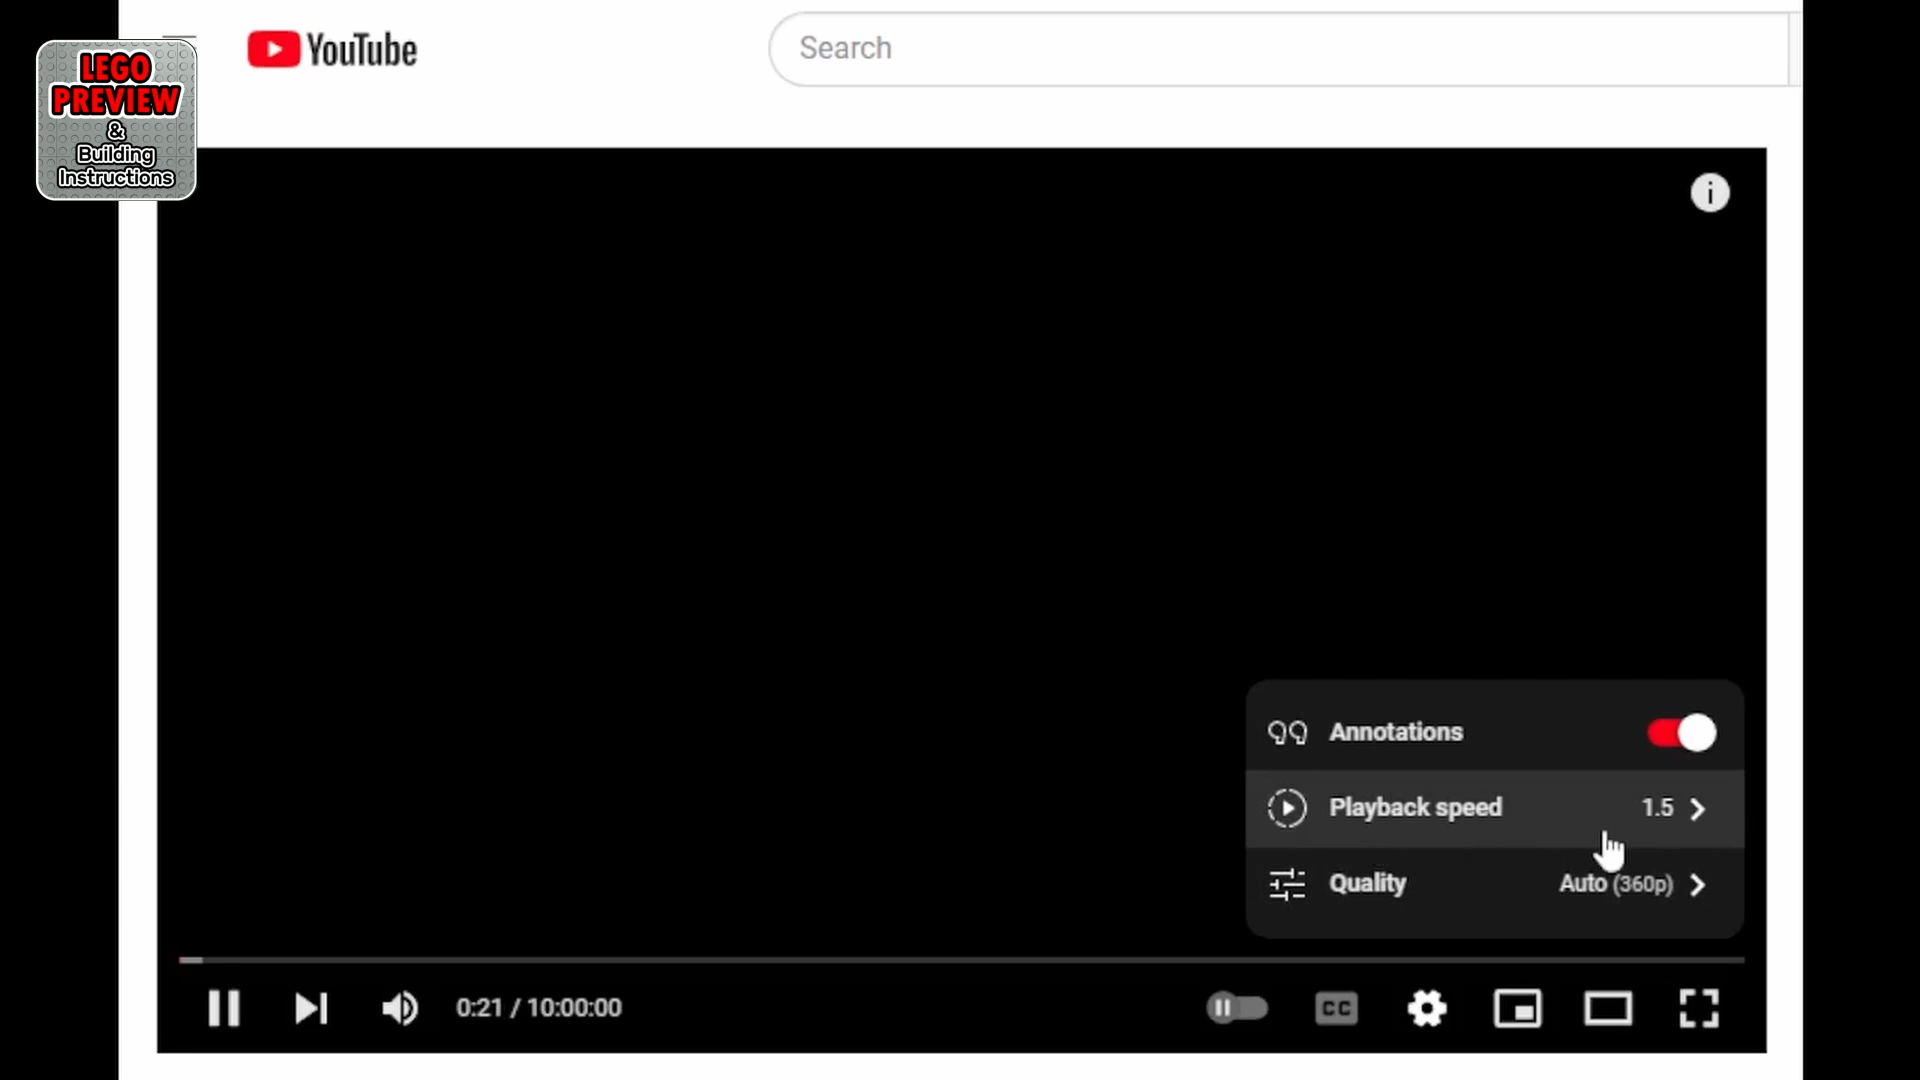 LEGO
PREVIEW
&
Building
Instructions
YouTube
Search
i
Annotations
Playback speed 1.5
Quality Auto (360p)
0:21 / 10:00:00
CC